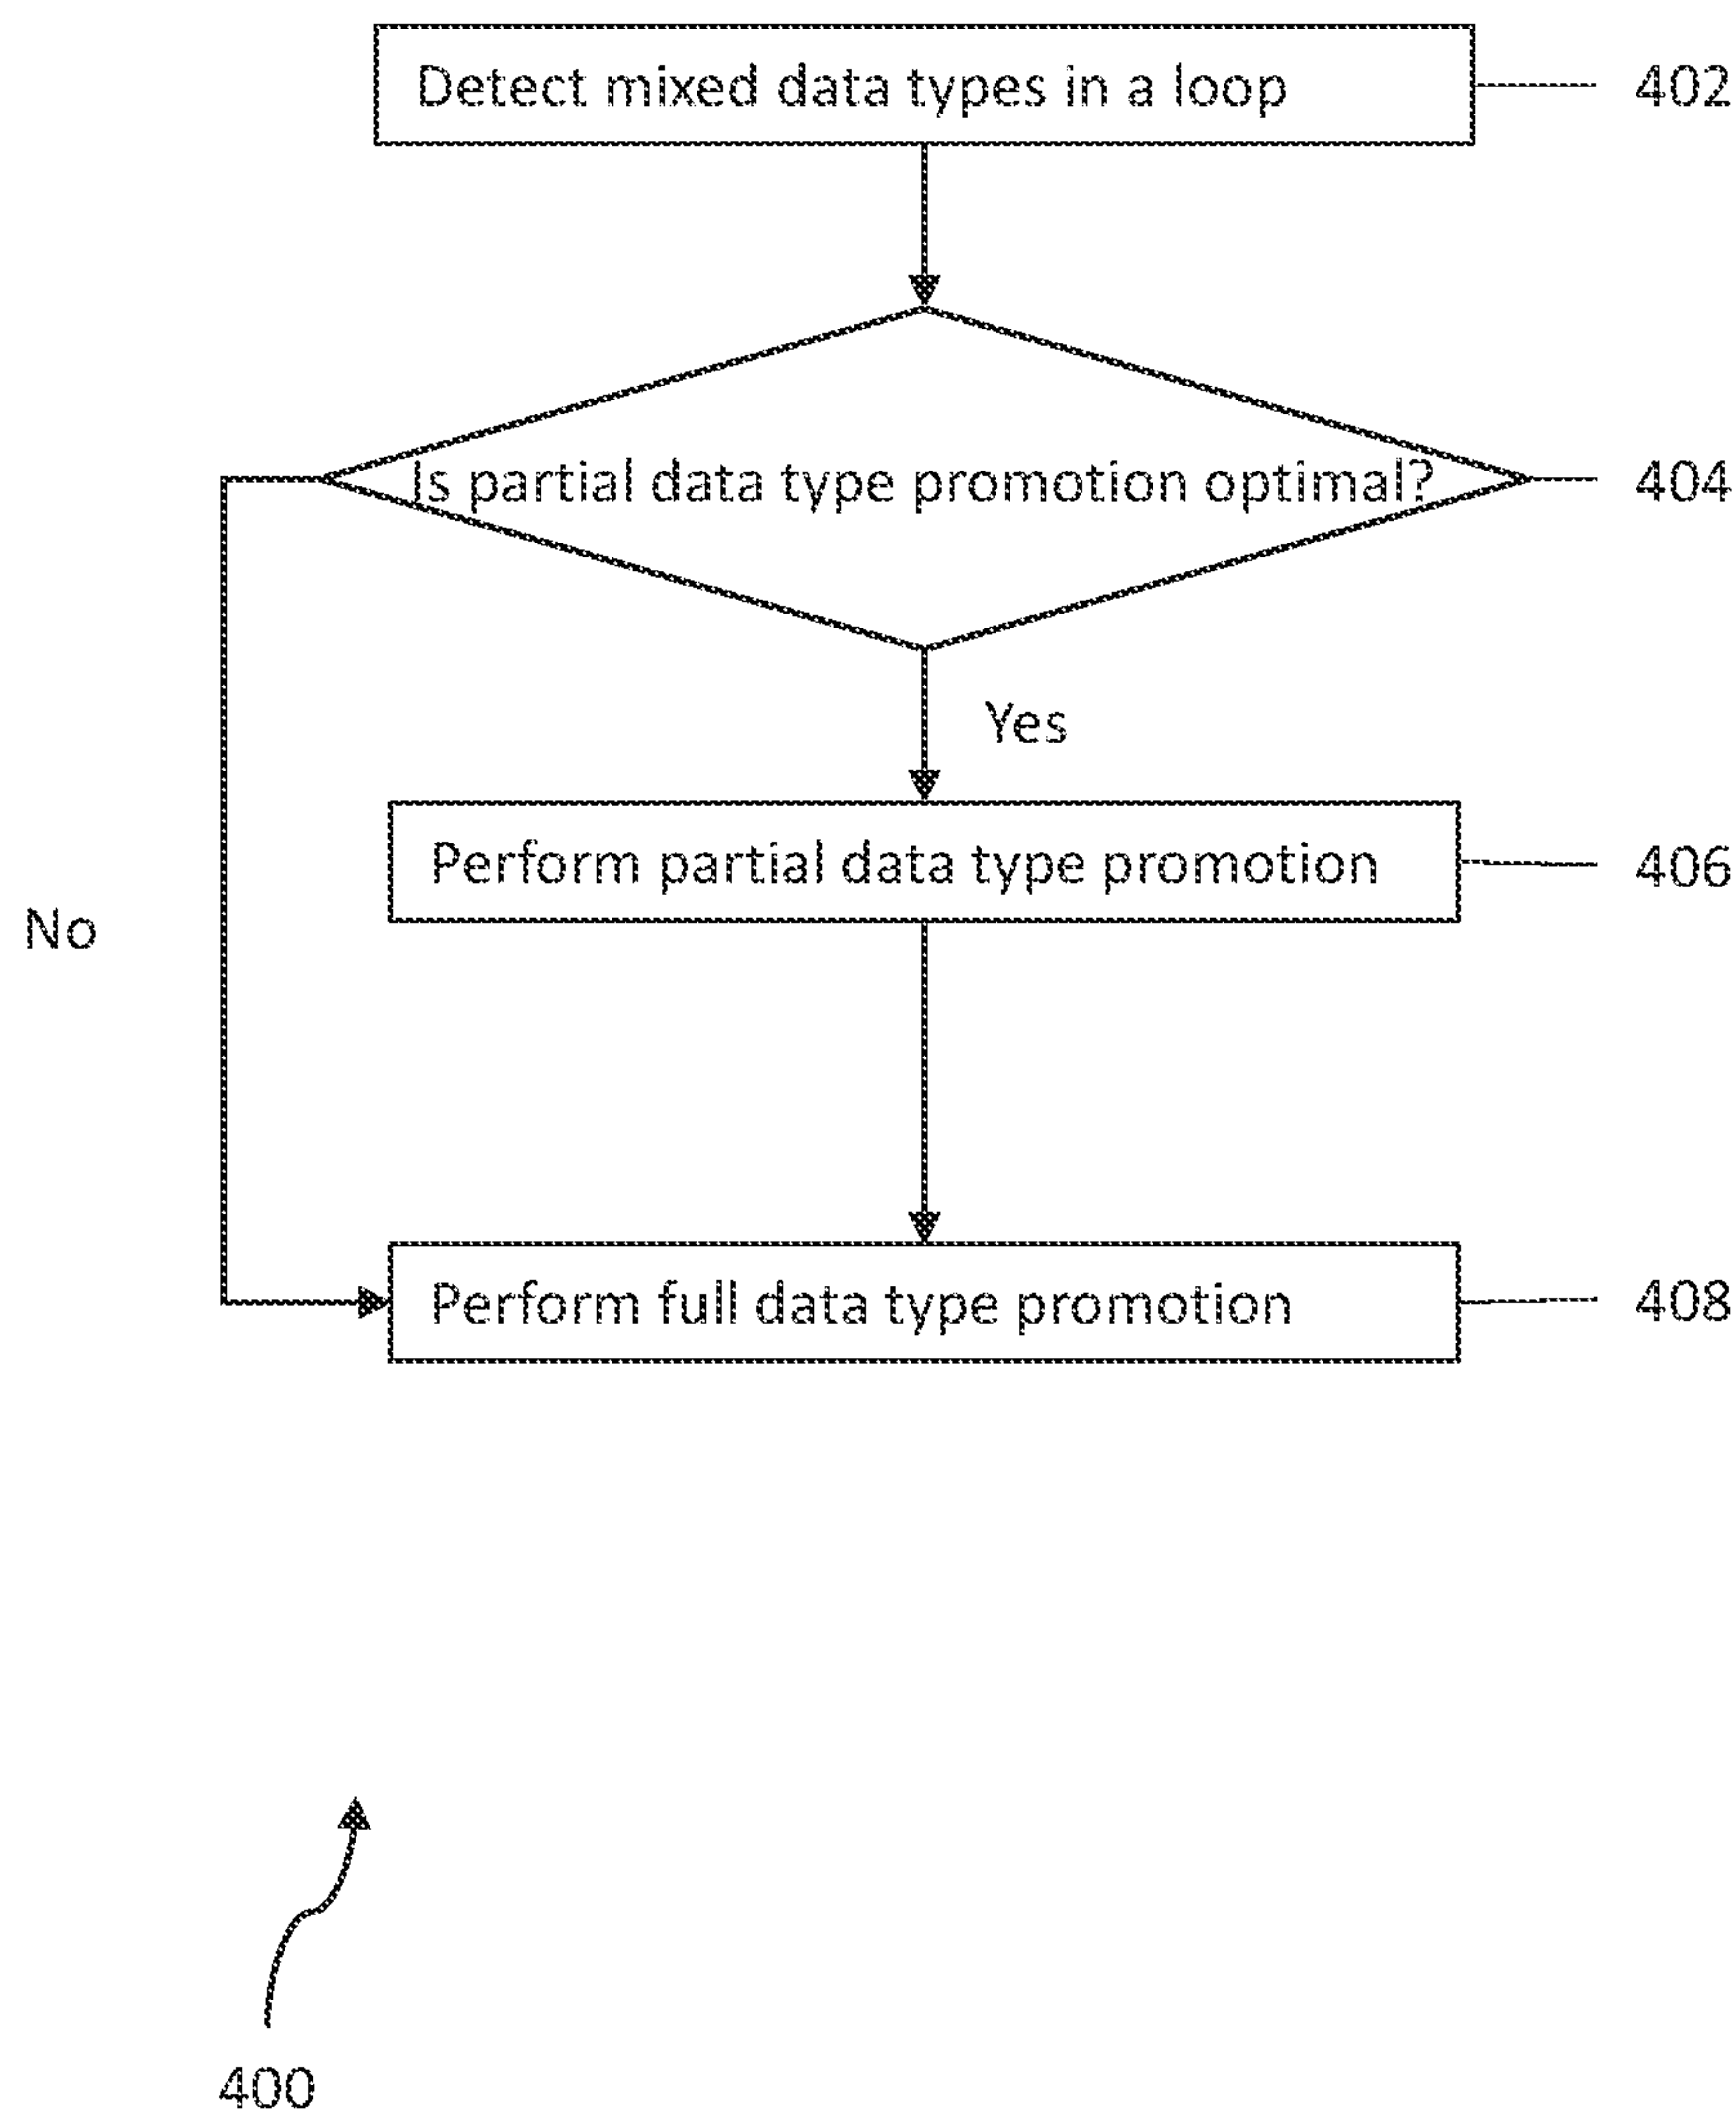 Detect mixed data types in a loop
402
Is partial data type promotion optimal?
404
Yes
Perform partial data type promotion
406
No
Perform full data type promotion
408
400